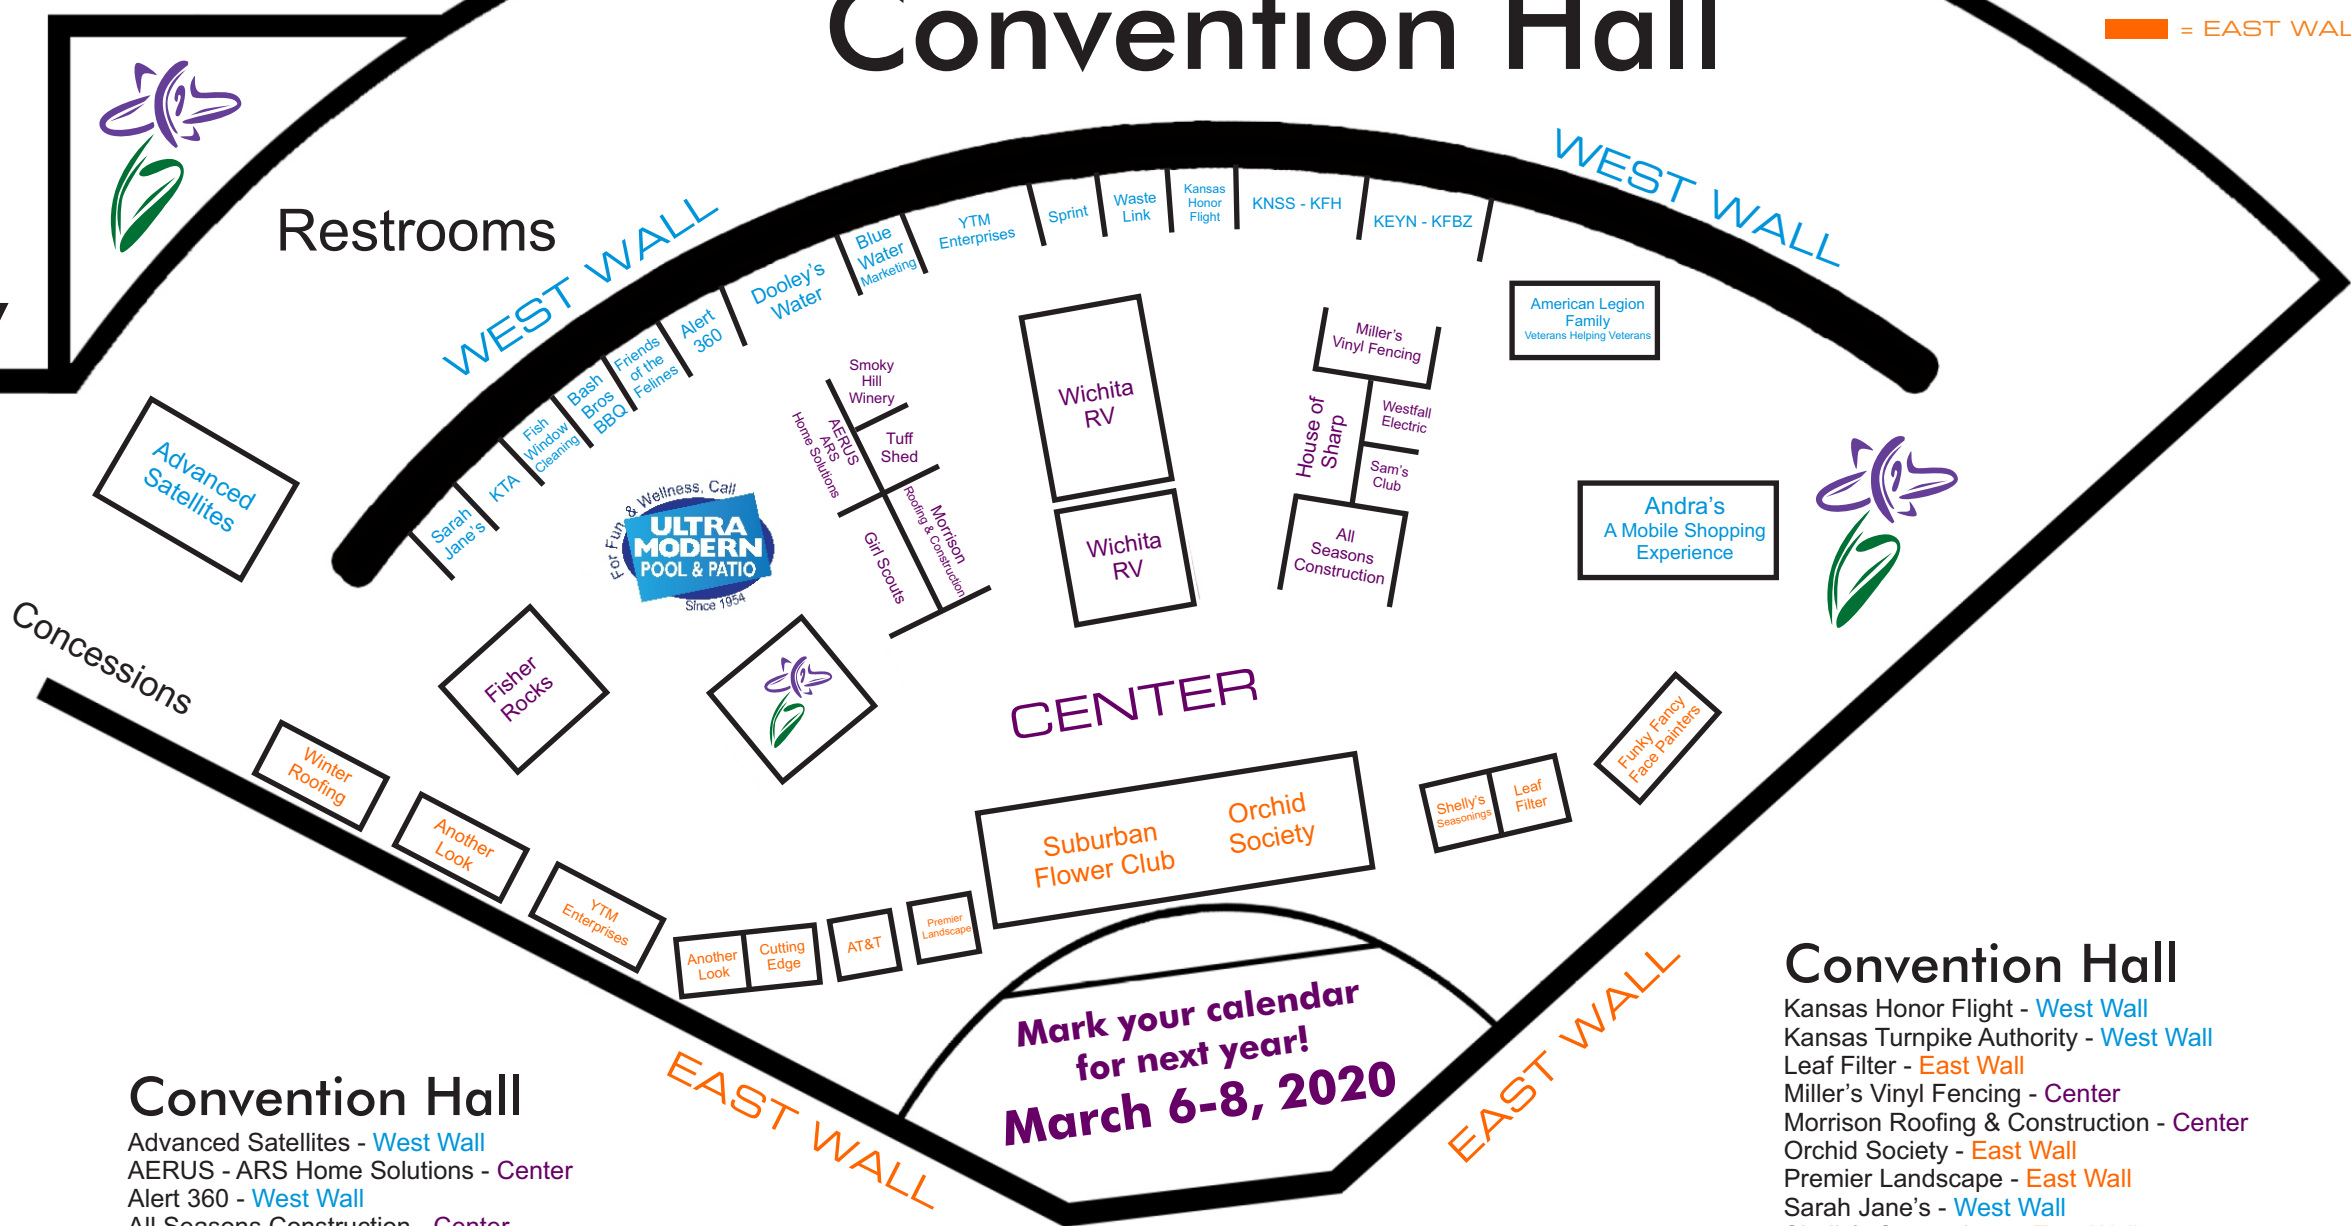 Convention Hall
= EAST WAL
Restrooms
WEST WALL
WEST WALL
Advanced
Satellites
Sarah
Jane's
KTA
Fish
Window
Cleaning
Bash
Bros
BBQ
Friends
of the
Felines
Alert
360
Dooley's
Water
Blue
Water
Marketing
YTM
Enterprises
Sprint
Waste
Link
Kansas
Honor
Flight
KNSS - KFH
KEYN - KFBZ
American Legion
Family
Veterans Helping Veterans
Andra's
A Mobile Shopping
Experience
For Fun & Wellness, Call
ULTRA
MODERN
POOL & PATIO
Since 1954
Smoky
Hill
Winery
AERUS
ARS
Home Solutions
Tuff
Shed
Girl Scouts
Morrison
Roofing & Construction
Wichita
RV
Wichita
RV
Miller's
Vinyl Fencing
House of
Sharp
Westfall
Electric
Sam's
Club
All
Seasons
Construction
Concessions
Fisher
Rocks
CENTER
Winter
Roofing
Another
Look
YTM
Enterprises
Another
Look
Cutting
Edge
AT&T
Premier
Landscape
Suburban
Flower Club
Orchid
Society
Shelly's
Seasonings
Leaf
Filter
Funky Fancy
Face Painters
Mark your calendar
for next year!
March 6-8, 2020
EAST WALL
EAST WALL
Convention Hall
Advanced Satellites - West Wall
AERUS - ARS Home Solutions - Center
Alert 360 - West Wall
All Seasons Construction - Center
Convention Hall
Kansas Honor Flight - West Wall
Kansas Turnpike Authority - West Wall
Leaf Filter - East Wall
Miller's Vinyl Fencing - Center
Morrison Roofing & Construction - Center
Orchid Society - East Wall
Premier Landscape - East Wall
Sarah Jane's - West Wall